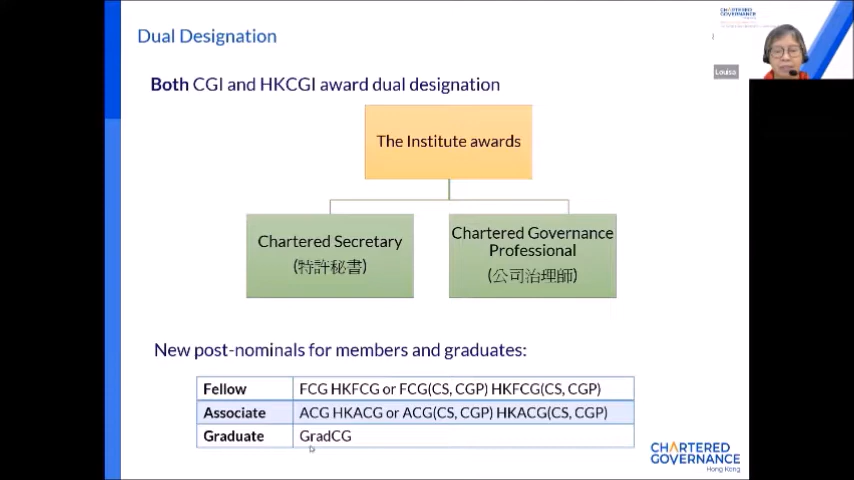 Dual Designation
CHARTERED
GOVERNANCE
Louisa
Both CGI and HKCGI award dual designation
The Institute awards
Chartered Secretary
(特許秘書)
Chartered Governance
Professional
(公司治理師)
New post-nominals for members and graduates:
Fellow FCG HKFCG or FCG(CS, CGP) HKFCG(CS, CGP)
Associate ACG HKACG or ACG(CS, CGP) HKACG(CS, CGP)
Graduate GradCG
CHARTERED
GOVERNANCE
Hong Kong